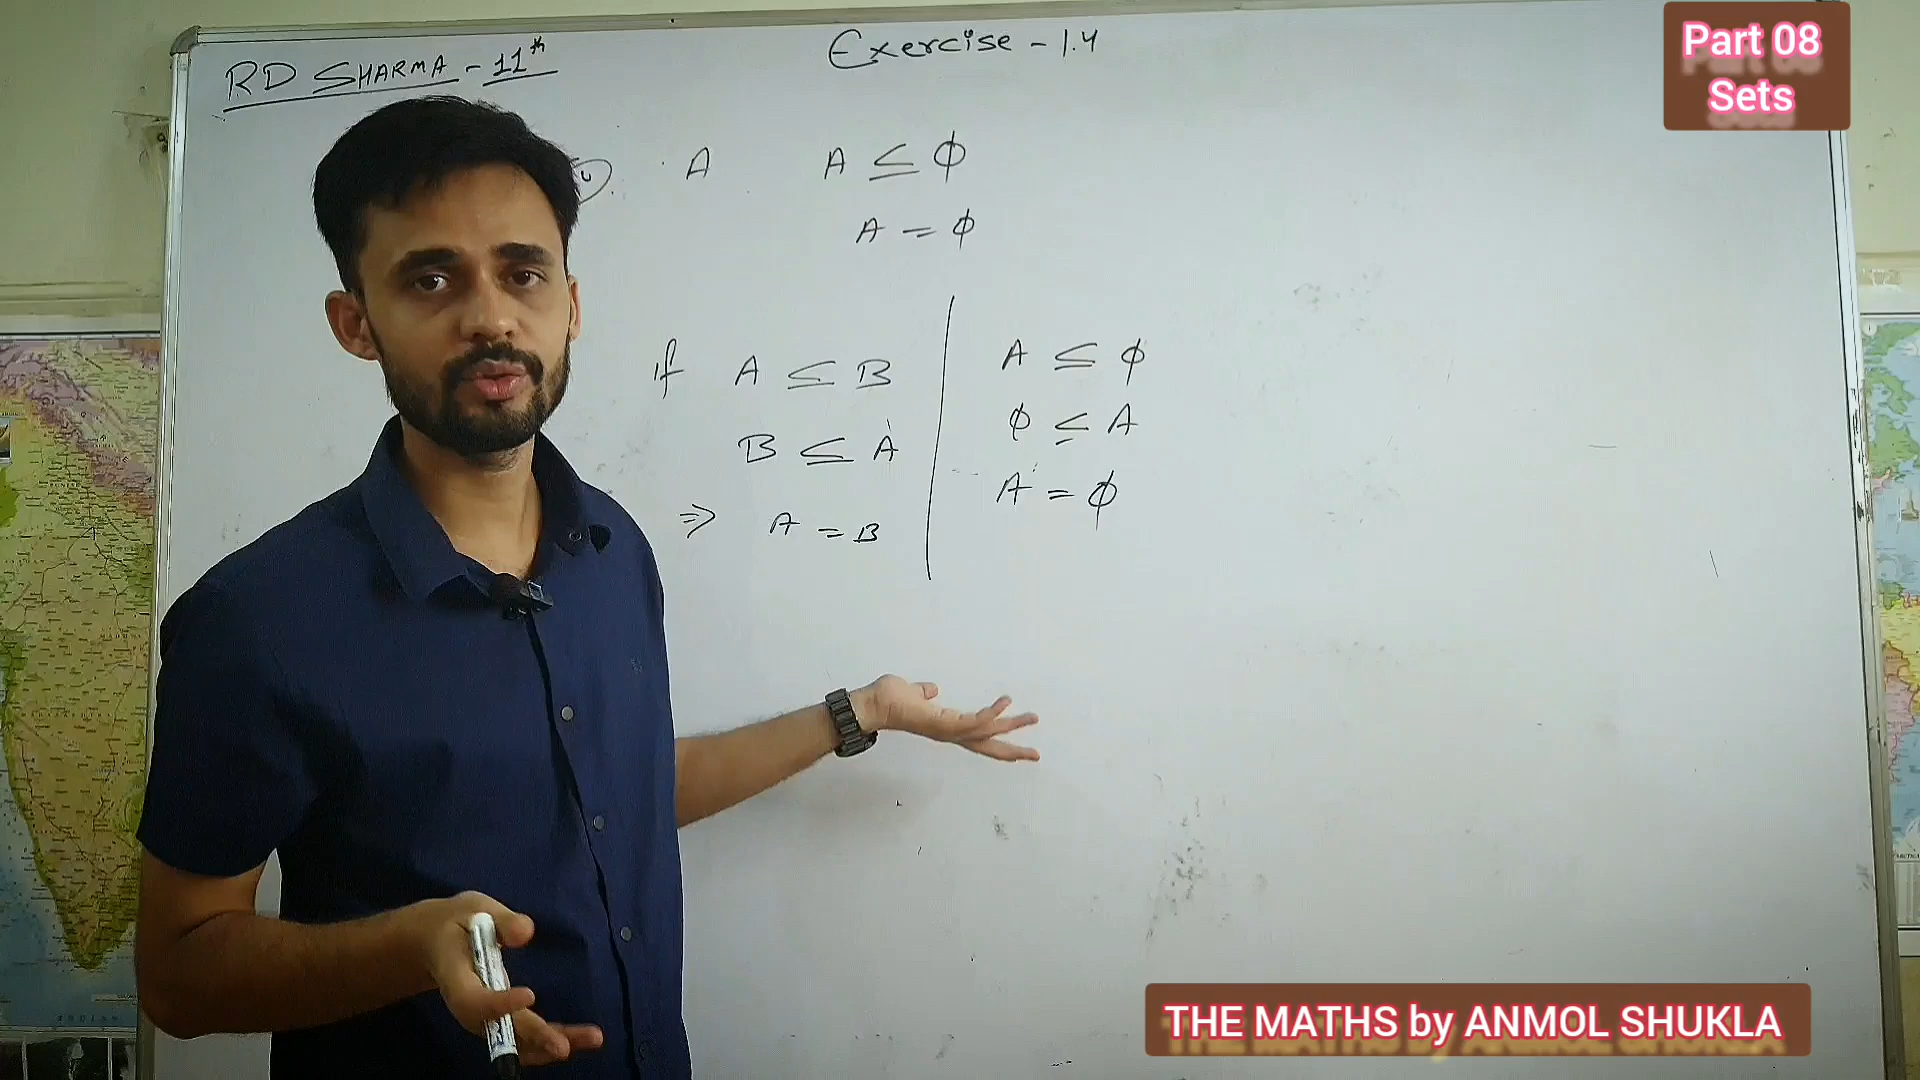 RD SHARMA - 11th
Exercise - 1.4
Part 08
Sets
A A ⊆ ϕ
A = ϕ
if A ⊆ B
B ⊆ A
⇒ A = B
A ⊆ ϕ
ϕ ⊆ A
A = ϕ
THE MATHS by ANMOL SHUKLA